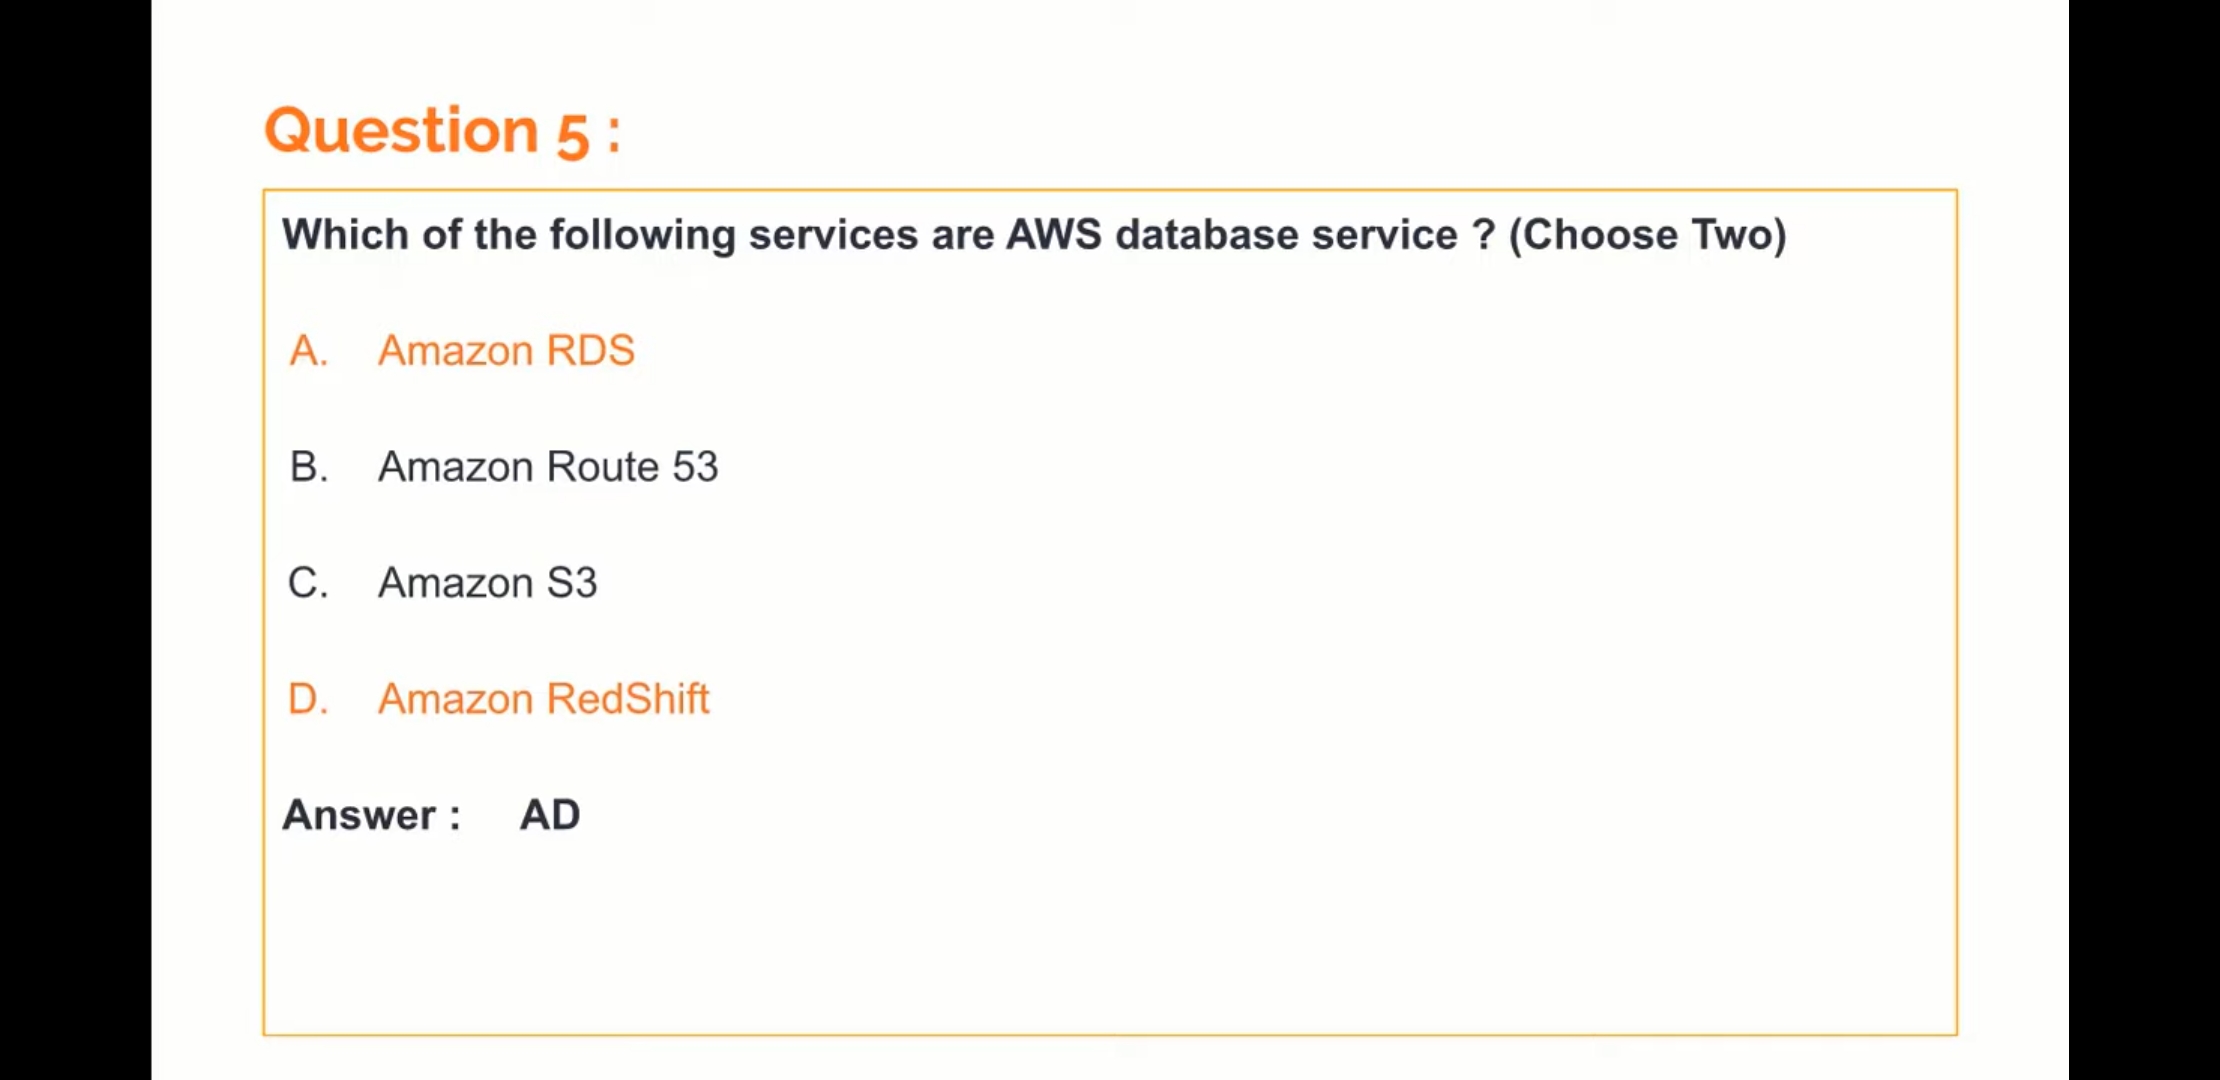 Question 5 :
Which of the following services are AWS database service ? (Choose Two)
A. Amazon RDS
B. Amazon Route 53
C. Amazon S3
D. Amazon RedShift
Answer : AD